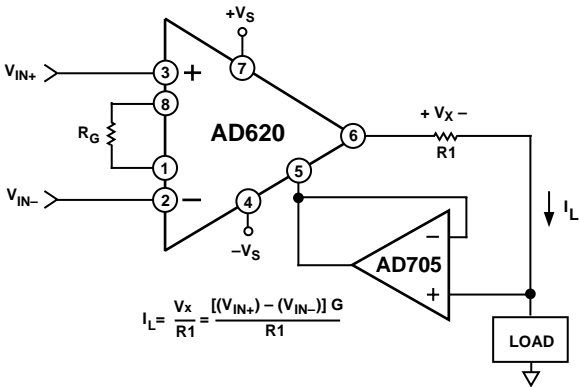 +VS
VIN+
3
+
7
8
RG
AD620
6
+ VX –
R1
1
5
VIN–
2
–
4
–VS
IL
–
AD705
+
IL= Vx/R1 = [(VIN+) – (VIN–)] G/R1
LOAD